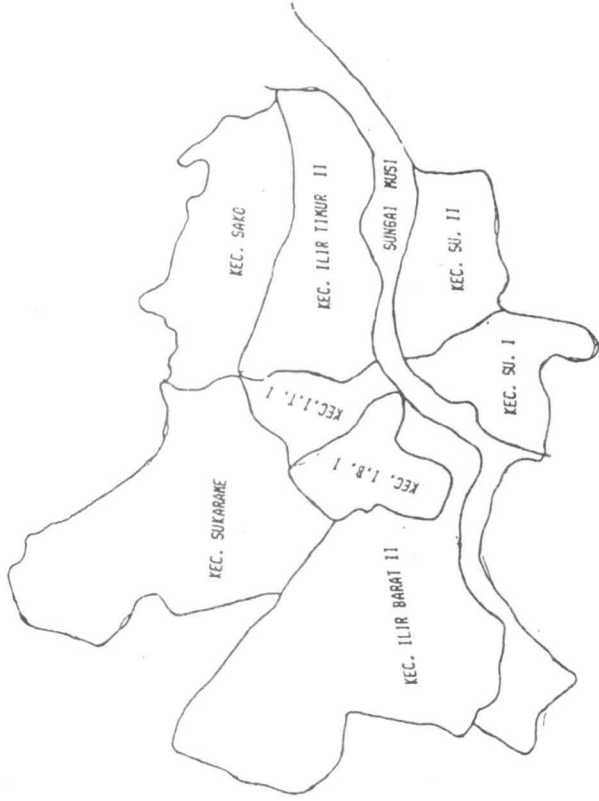 KEC. SAKO
KEC. ILIR TIMUR II
SUNGAI MUSI
KEC. SU. II
KEC. SU. I
KEC.I.T. I
KEC. I.B. I
KEC. SUKARAME
KEC. ILIR BARAT II